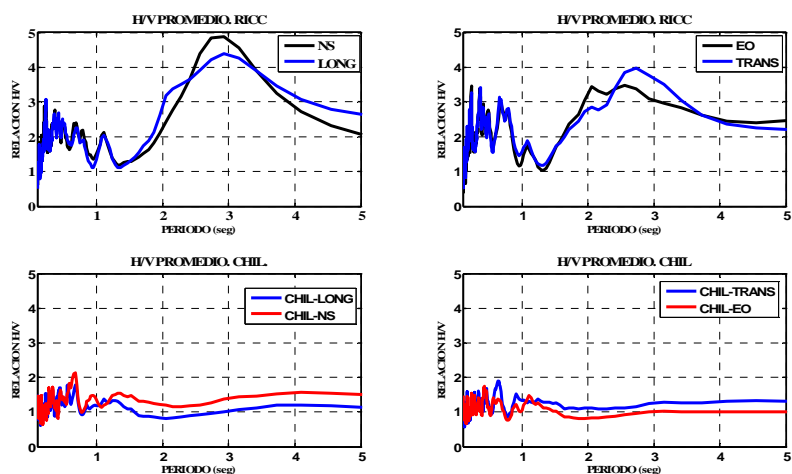 H/V PROMEDIO. RICC
RELACION H/V
5
4
3
2
1
0
NS
LONG
1
2
3
4
5
PERIODO (seg)
H/V PROMEDIO. RICC
RELACION H/V
5
4
3
2
1
0
EO
TRANS
1
2
3
4
5
PERIODO (seg)
H/V PROMEDIO. CHIL.
RELACION H/V
5
4
3
2
1
0
CHIL-LONG
CHIL-NS
1
2
3
4
5
PERIODO (seg)
H/V PROMEDIO. CHIL
RELACION H/V
5
4
3
2
1
0
CHIL-TRANS
CHIL-EO
1
2
3
4
5
PERIODO (seg)